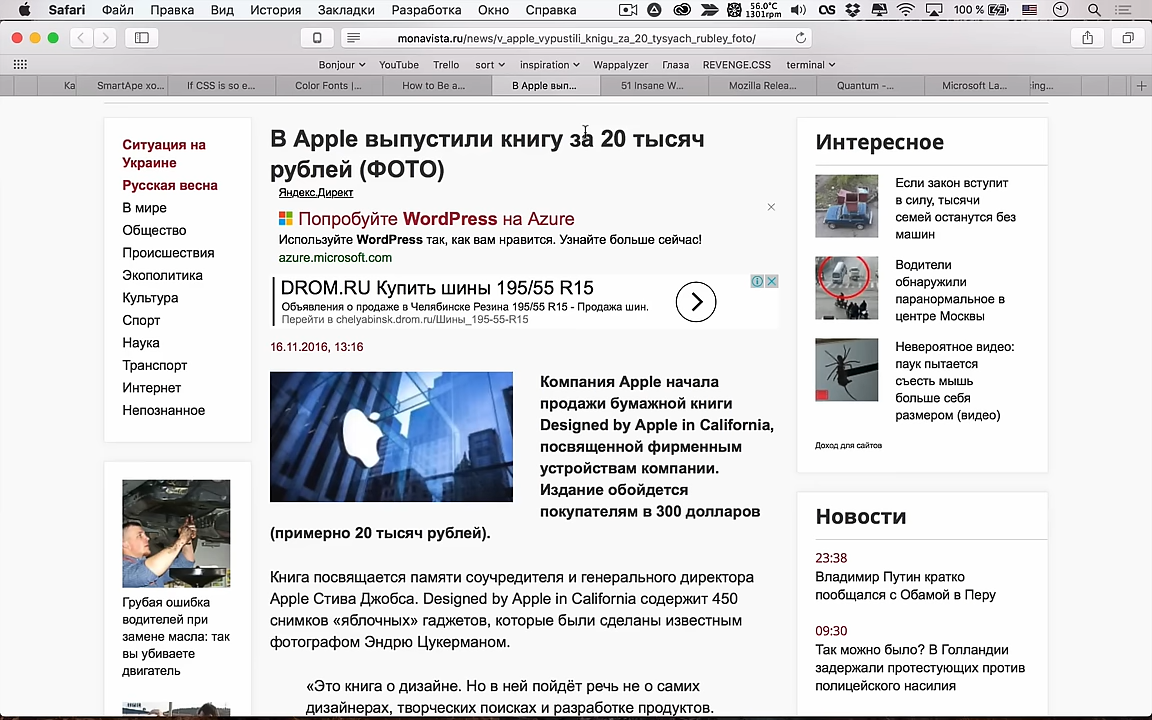 Safari Файл Правка Вид История Закладки Разработка Окно Справка 56.0°C 1301rpm 100 %
monavista.ru/news/v_apple_vypustili_knigu_za_20_tysyach_rubley_foto/
Bonjour YouTube Trello sort inspiration Wappalyzer Глаза REVENGE.CSS terminal
Ka SmartApe xo... If CSS is so e... Color Fonts |... How to Be a... В Apple вып... 51 Insane W... Mozilla Relea... Quantum -... Microsoft La... ing...
Ситуация на
Украине
Русская весна
В мире
Общество
Происшествия
Экополитика
Культура
Спорт
Наука
Транспорт
Интернет
Непознанное
Грубая ошибка
водителей при
замене масла: так
вы убиваете
двигатель
В Apple выпустили книгу за 20 тысяч
рублей (ФОТО)
Яндекс.Директ
Попробуйте WordPress на Azure
Используйте WordPress так, как вам нравится. Узнайте больше сейчас!
azure.microsoft.com
DROM.RU Купить шины 195/55 R15
Объявления о продаже в Челябинске Резина 195/55 R15 - Продажа шин.
Перейти в chelyabinsk.drom.ru/Шины_195-55-R15
16.11.2016, 13:16
Компания Apple начала
продажи бумажной книги
Designed by Apple in California,
посвященной фирменным
устройствам компании.
Издание обойдется
покупателям в 300 долларов
(примерно 20 тысяч рублей).
Книга посвящается памяти соучредителя и генерального директора
Apple Стива Джобса. Designed by Apple in California содержит 450
снимков «яблочных» гаджетов, которые были сделаны известным
фотографом Эндрю Цукерманом.
«Это книга о дизайне. Но в ней пойдёт речь не о самих
дизайнерах, творческих поисках и разработке продуктов.
Интересное
Если закон вступит
в силу, тысячи
семей останутся без
машин
Водители
обнаружили
паранормальное в
центре Москвы
Невероятное видео:
паук пытается
съесть мышь
больше себя
размером (видео)
Доход для сайтов
Новости
23:38
Владимир Путин кратко
пообщался с Обамой в Перу
09:30
Так можно было? В Голландии
задержали протестующих против
полицейского насилия